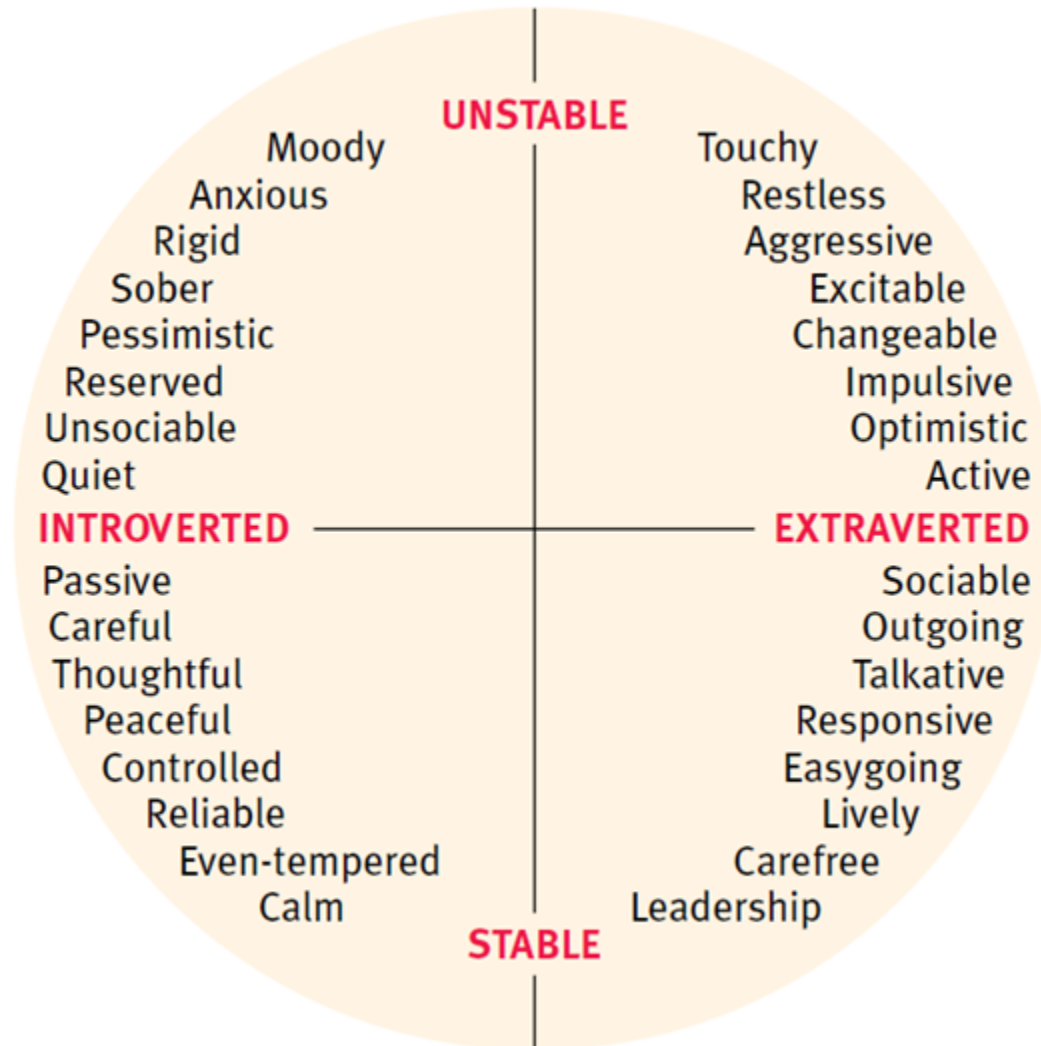 UNSTABLE
Moody Touchy
Anxious Restless
Rigid Aggressive
Sober Excitable
Pessimistic Changeable
Reserved Impulsive
Unsociable Optimistic
Quiet Active
INTROVERTED EXTRAVERTED
Passive Sociable
Careful Outgoing
Thoughtful Talkative
Peaceful Responsive
Controlled Easygoing
Reliable Lively
Even-tempered Carefree
Calm Leadership
STABLE